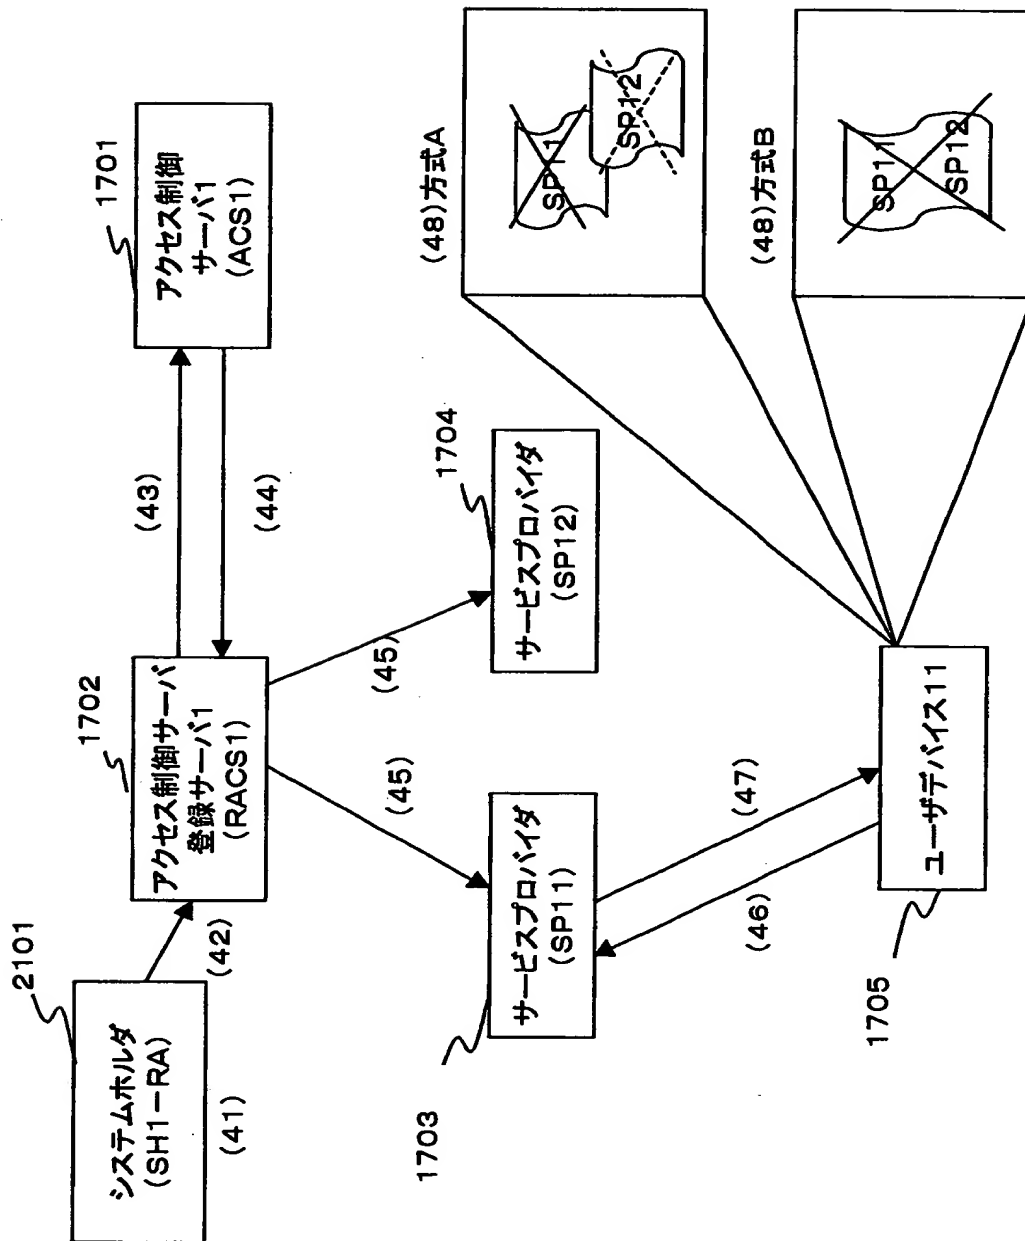 2101
システムホルダ
(SH1-RA)
(41)
(42)
1702
アクセス制御サーバ
登録サーバ1
(RACS1)
(43)
(44)
1701
アクセス制御
サーバ1
(ACS1)
(45)
(45)
1703
サービスプロバイダ
(SP11)
1704
サービスプロバイダ
(SP12)
(46)
(47)
1705
ユーザデバイス11
(48)方式A
SP11
SP12
(48)方式B
SP11
SP12